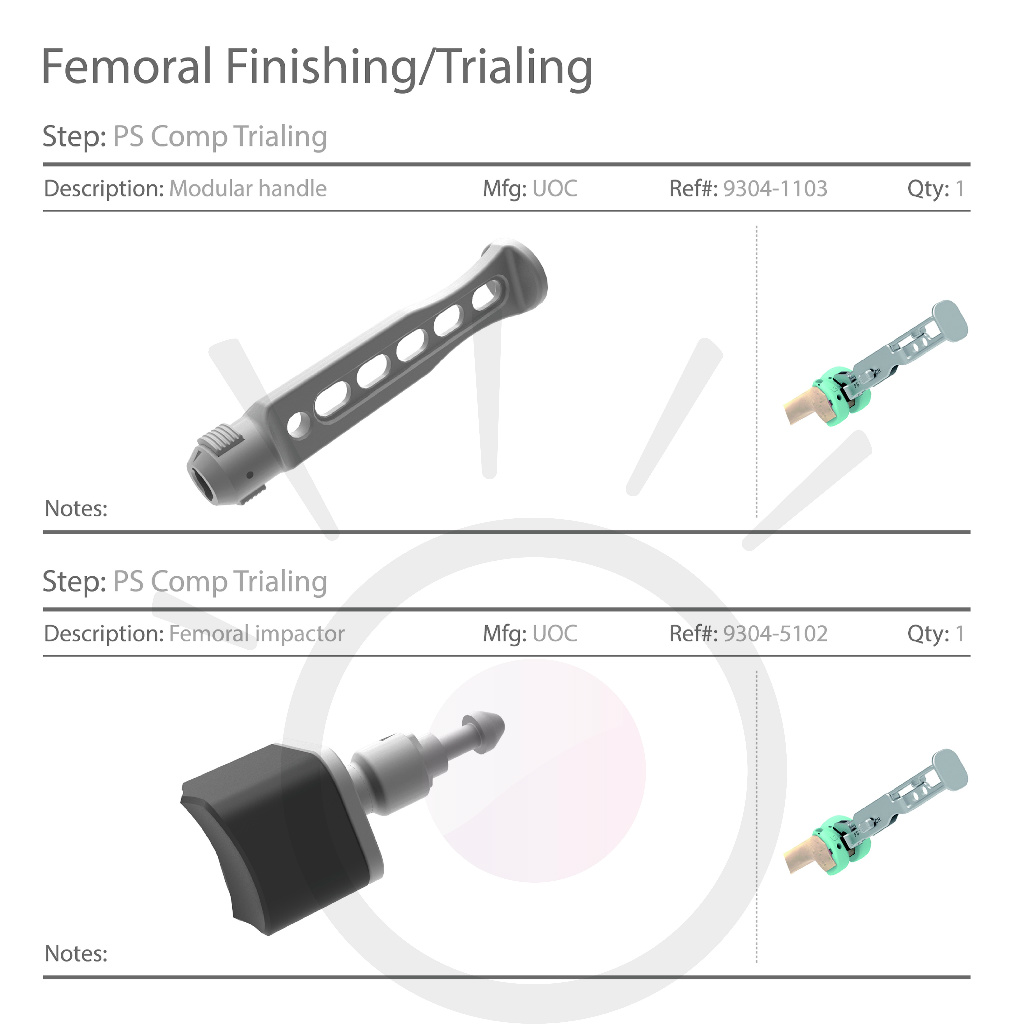 Femoral Finishing/Trialing
Step: PS Comp Trialing
Description: Modular handle Mfg: UOC Ref#: 9304-1103 Qty: 1
Notes:
Step: PS Comp Trialing
Description: Femoral impactor Mfg: UOC Ref#: 9304-5102 Qty: 1
Notes: